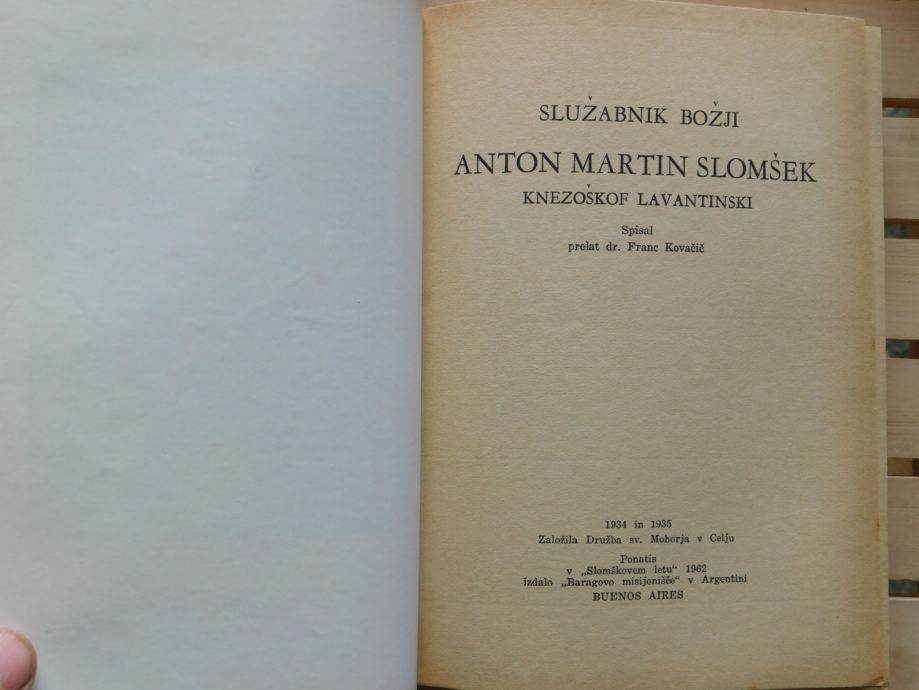 SLUŽABNIK BOŽJI
ANTON MARTIN SLOMŠEK
KNEZOŠKOF LAVANTINSKI
Spisal
prelat dr. Franc Kovačič
1934 in 1935
Založila Družba sv. Mohorja v Celju
Ponatis
v „Slomškovem letu“ 1962
izdalo „Baragovo misijonišče“ v Argentini
BUENOS AIRES